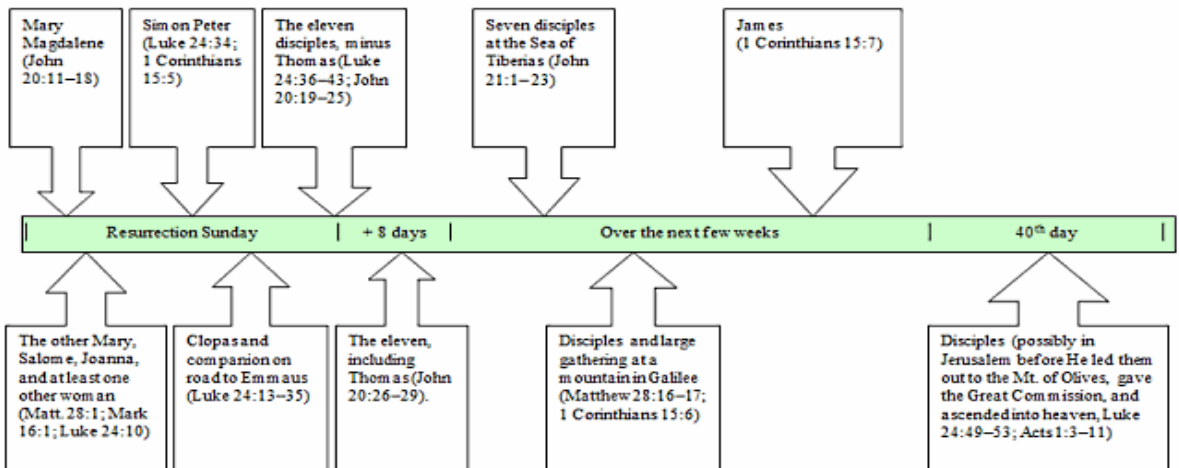 Mary
Magdalene
(John
20:11–18)
Simon Peter
(Luke 24:34;
1 Corinthians
15:5)
The eleven
disciples, minus
Thomas (Luke
24:36–43; John
20:19–25)
Seven disciples
at the Sea of
Tiberias (John
21:1–23)
James
(1 Corinthians 15:7)
| Resurrection Sunday | + 8 days | Over the next few weeks | 40th day |
The other Mary,
Salome, Joanna,
and at least one
other woman
(Matt. 28:1; Mark
16:1; Luke 24:10)
Clopas and
companion on
road to Emmaus
(Luke 24:13–35)
The eleven,
including
Thomas (John
20:26–29).
Disciples and large
gathering at a
mountain in Galilee
(Matthew 28:16–17;
1 Corinthians 15:6)
Disciples (possibly in
Jerusalem before He led them
out to the Mt. of Olives, gave
the Great Commission, and
ascended into heaven, Luke
24:49–53; Acts 1:3–11)